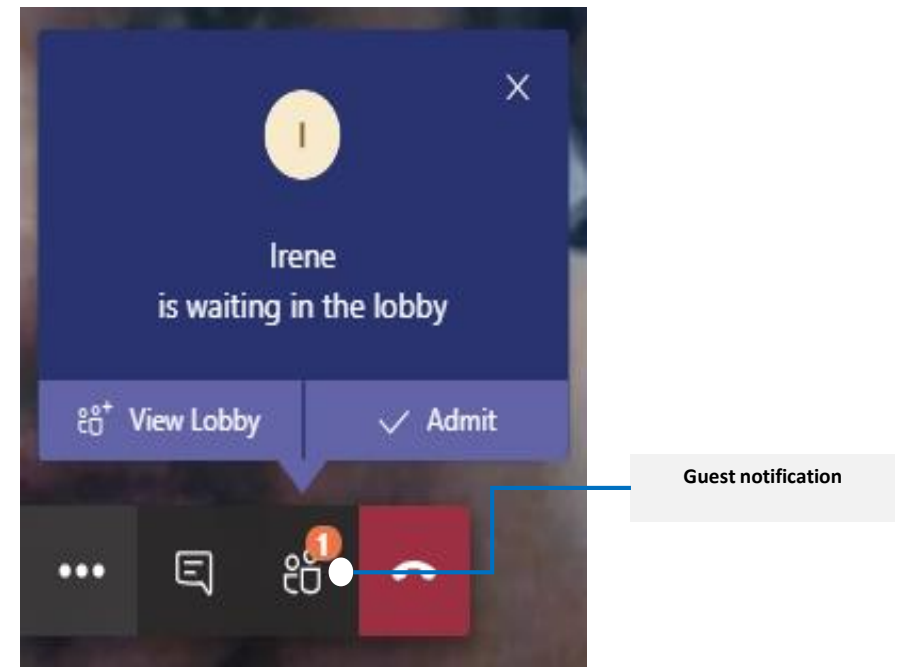 I
Irene
is waiting in the lobby
View Lobby
Admit
Guest notification
1